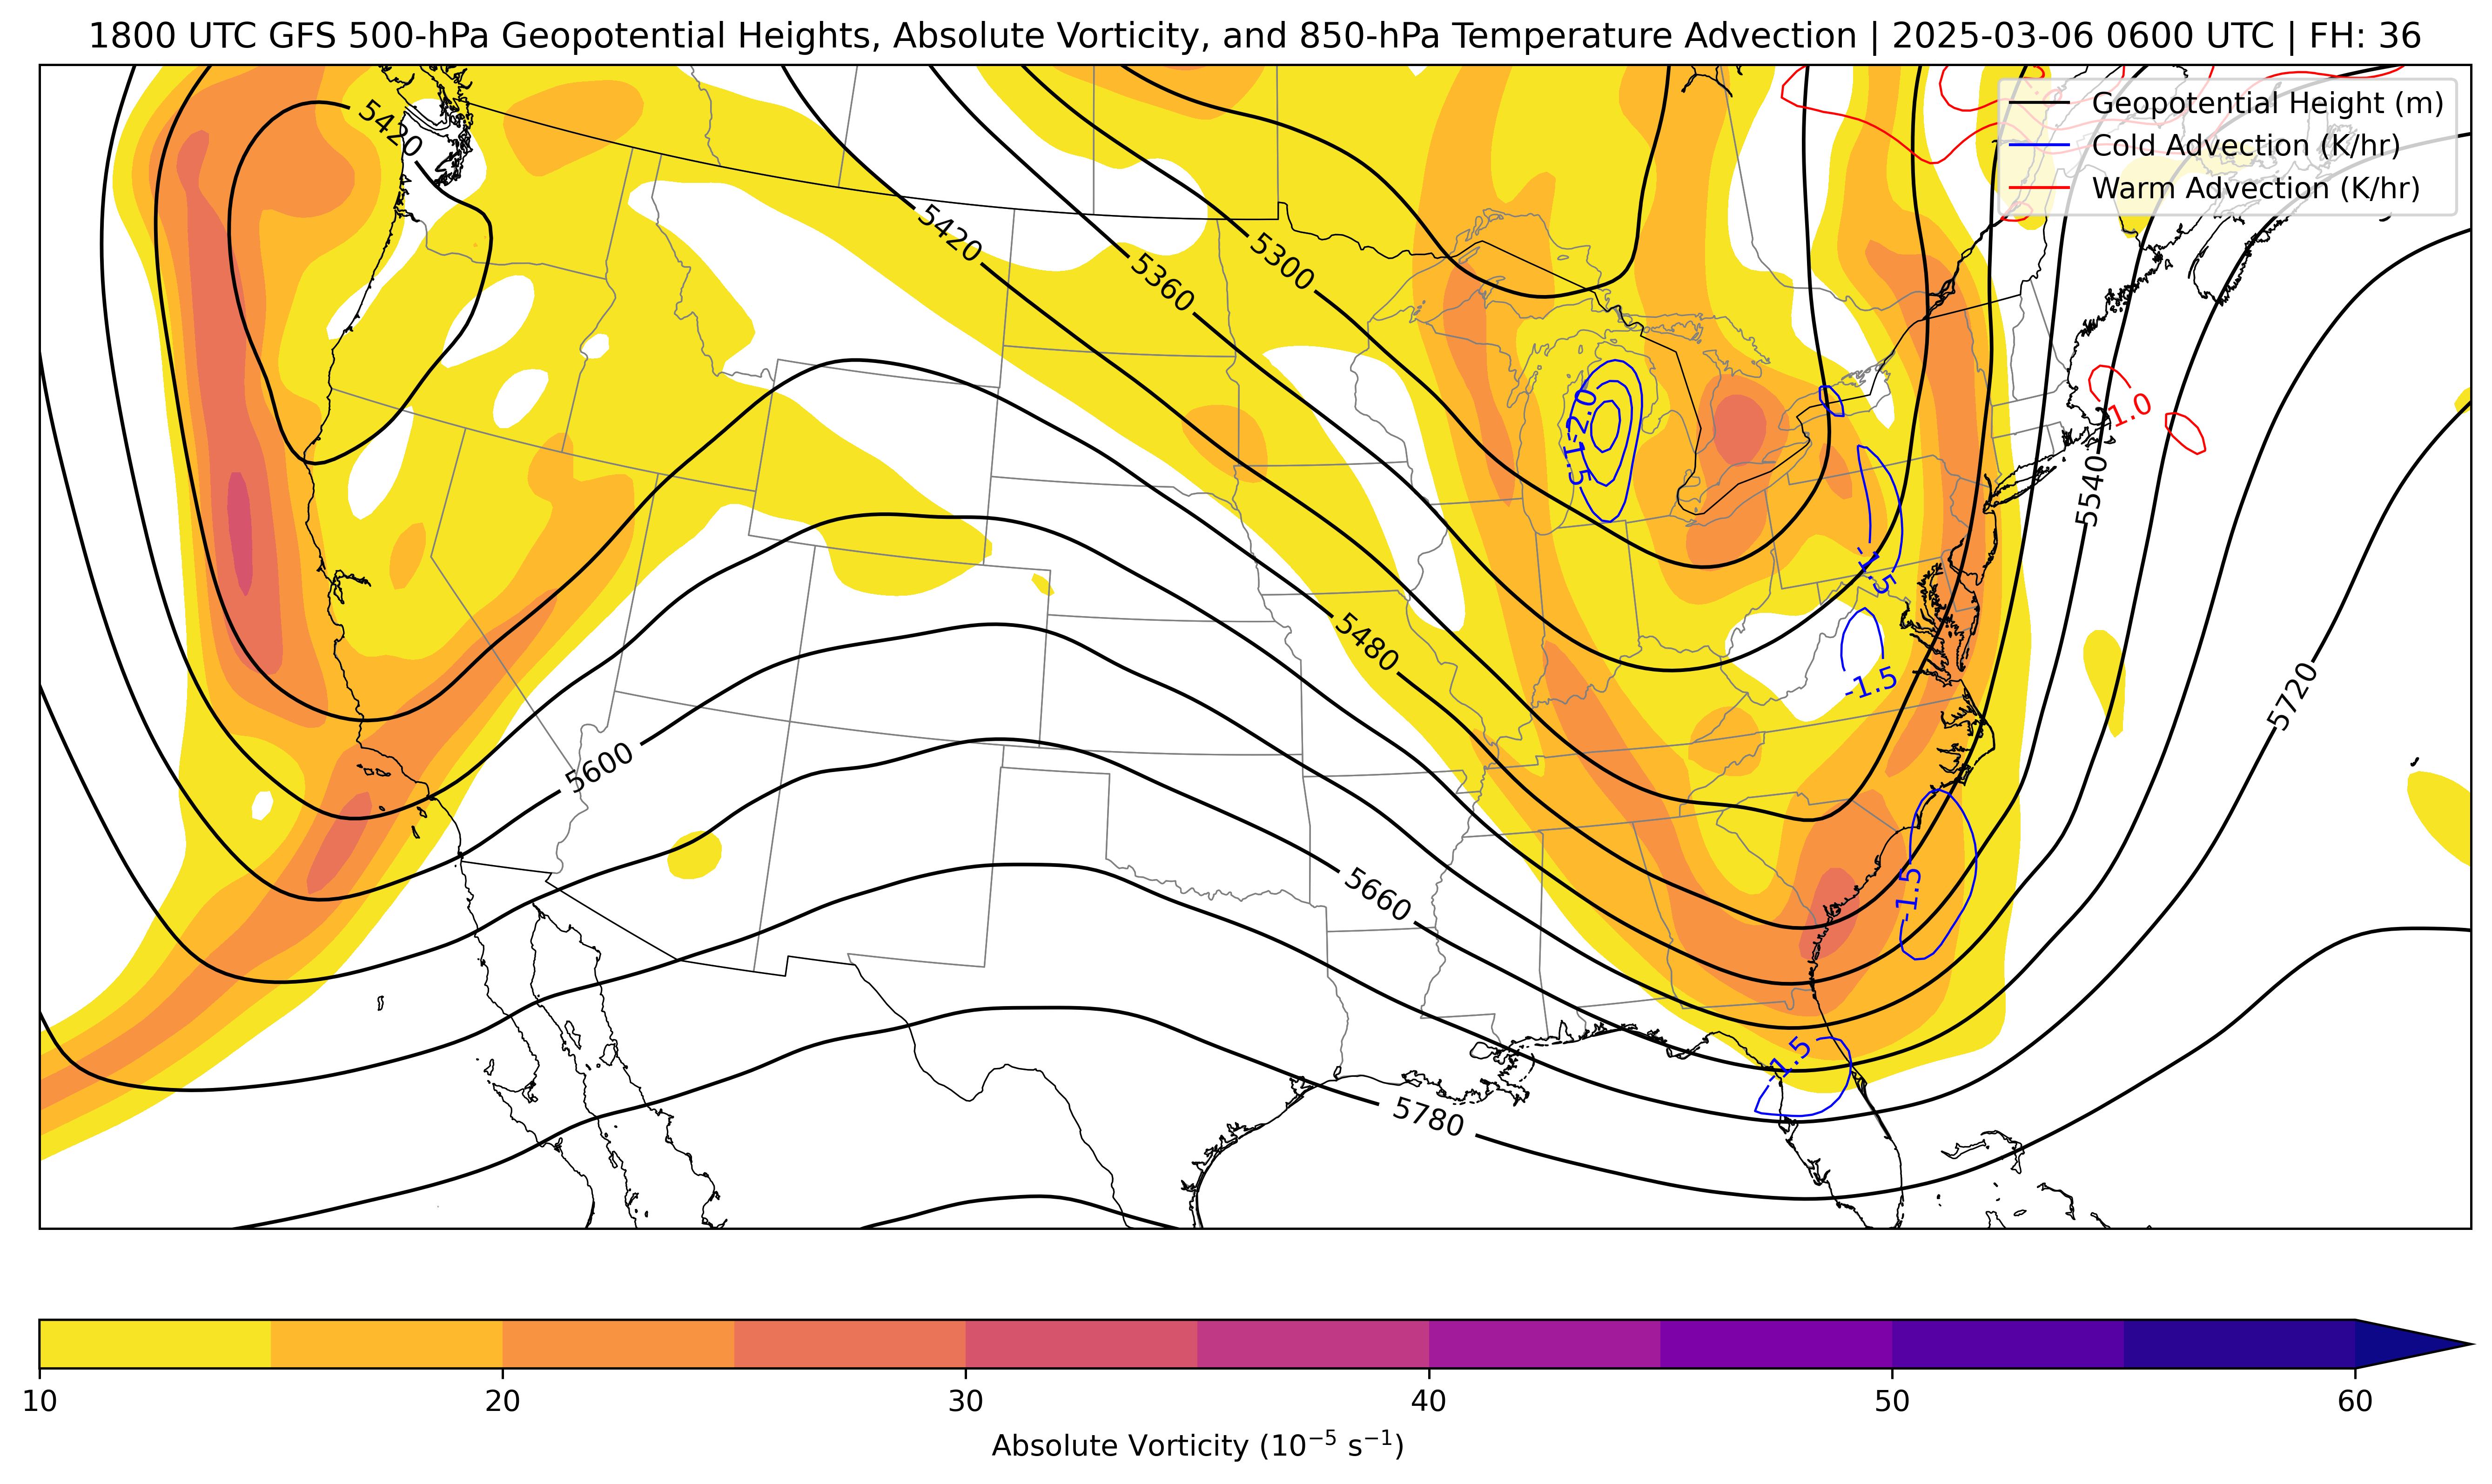 1800 UTC GFS 500-hPa Geopotential Heights, Absolute Vorticity, and 850-hPa Temperature Advection | 2025-03-06 0600 UTC | FH: 36
Geopotential Height (m)
Cold Advection (K/hr)
Warm Advection (K/hr)
5420
5420
5360
5300
-2.0
-1.5
1.0
5540
-1.5
5480
-1.5
5720
5600
5660
-1.5
-1.5
5780
10 20 30 40 50 60
Absolute Vorticity (10⁻⁵ s⁻¹)